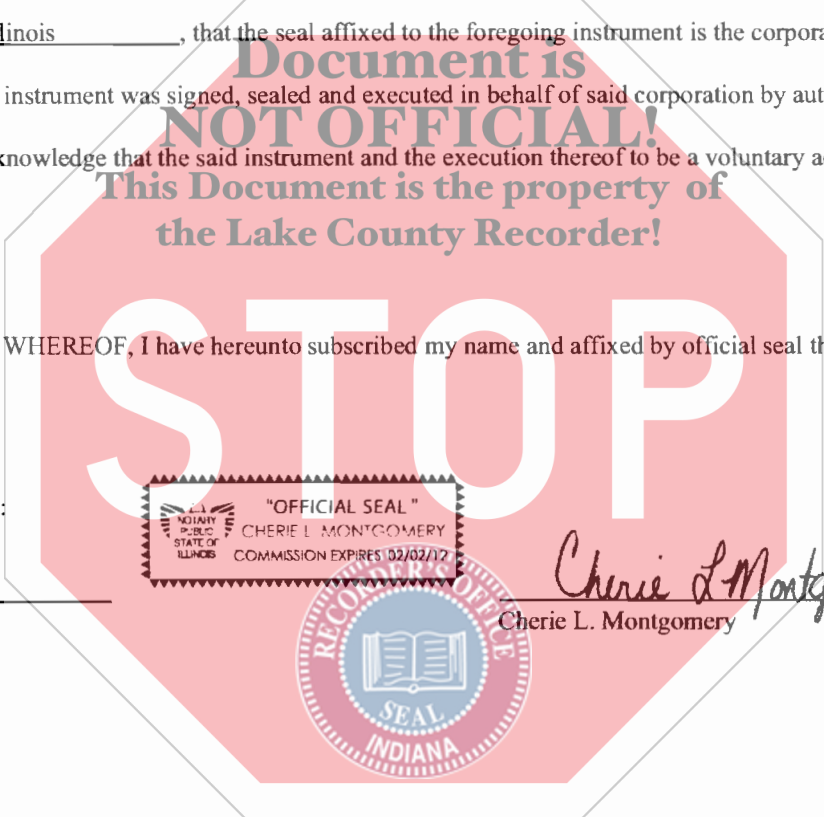 linois, that the seal affixed to the foregoing instrument is the corpora
Document is
instrument was signed, sealed and executed in behalf of said corporation by aut
NOT OFFICIAL!
knowledge that the said instrument and the execution thereof to be a voluntary a
This Document is the property of
the Lake County Recorder!
STOP
WHEREOF, I have hereunto subscribed my name and affixed by official seal th
:
"OFFICIAL SEAL"
NOTARY
PUBLIC
STATE OF
ILLINOIS
CHERIE L MONTGOMERY
COMMISSION EXPIRES 02/02/12
Cherie L Montg
Cherie L. Montgomery
RECORDER'S OFFICE
SEAL
INDIANA